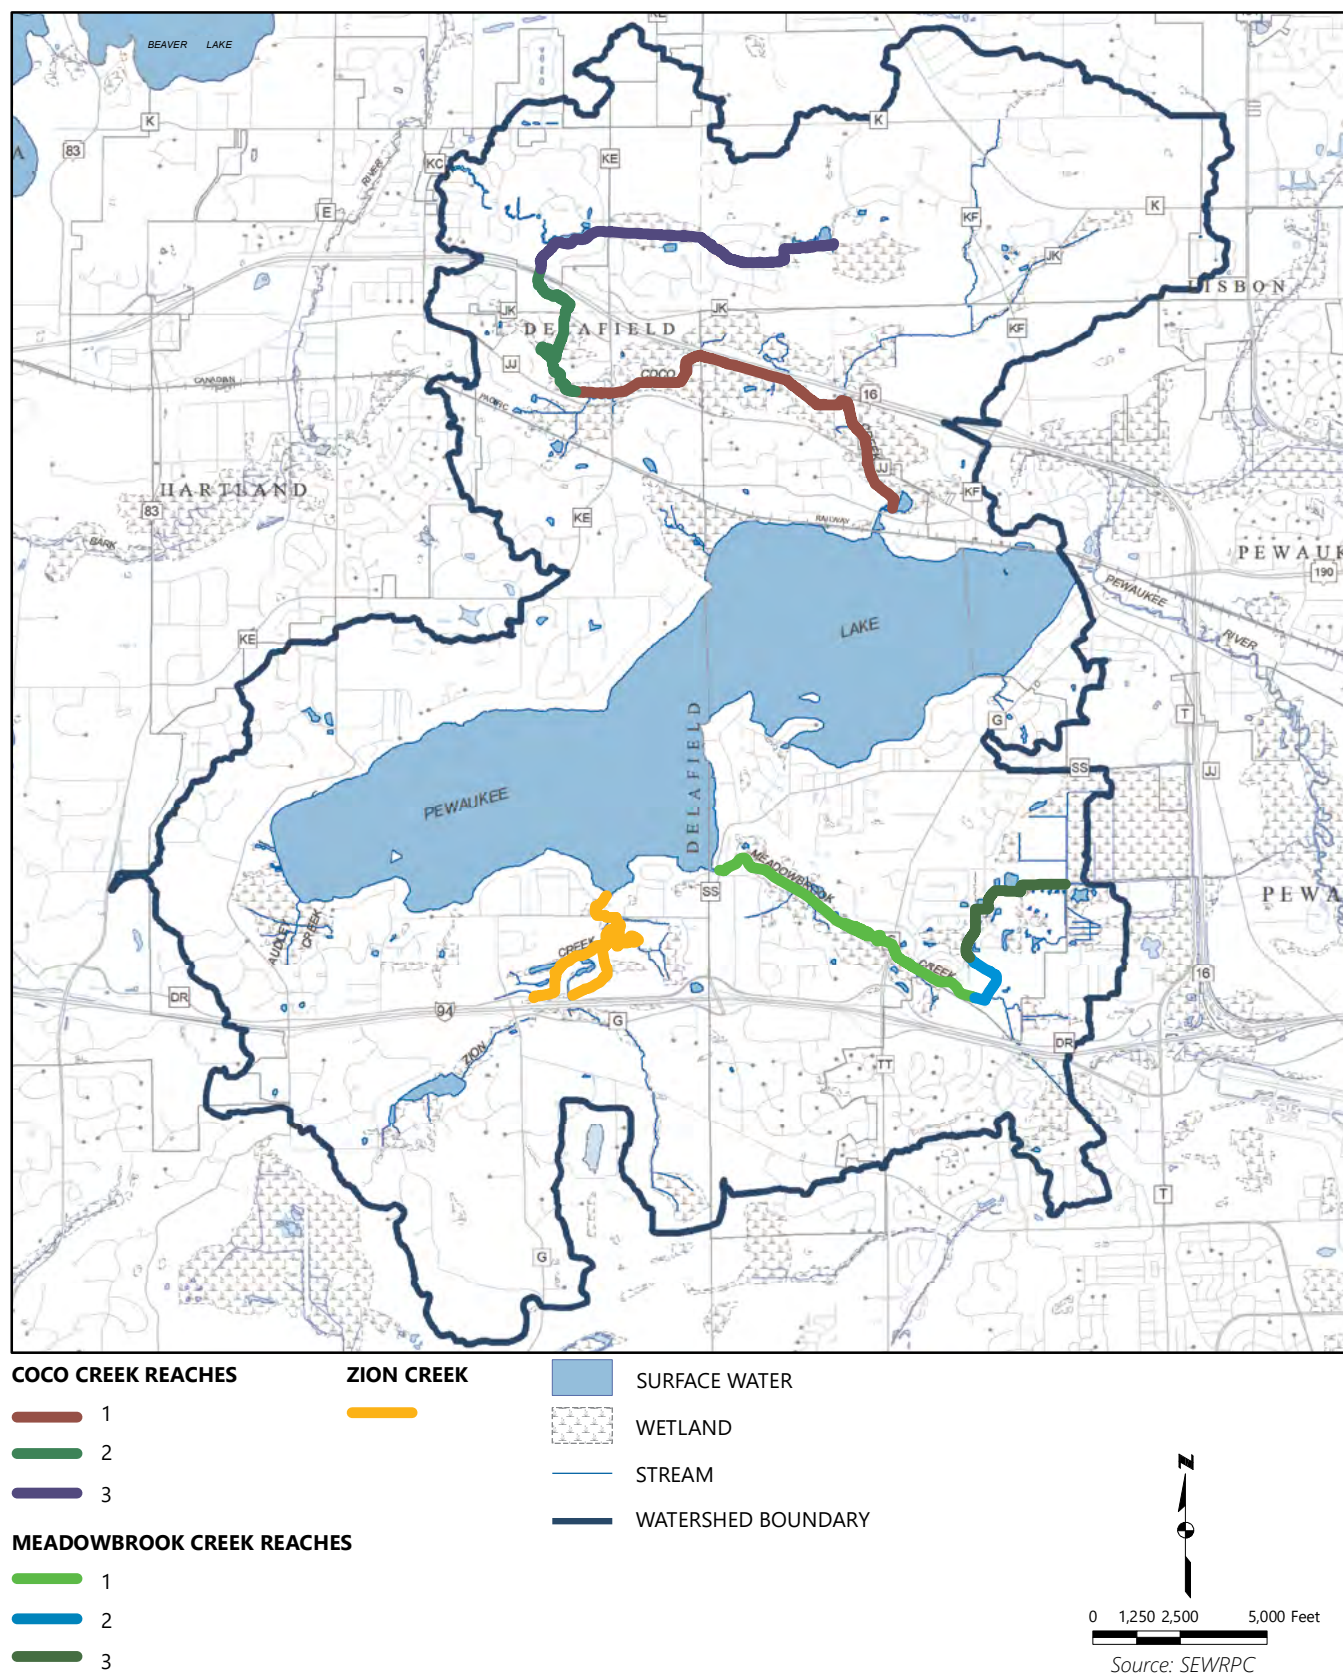 BEAVER LAKE
KE
K
K
83
KC
KE
RIVER
E
KF
K
JK
LISBON
JK
JK
KF
DELAFIELD
JJ
COCO
CANADIAN
PACIFIC
16
CREEK
JJ
HARTLAND
83
KE
RAILWAY
KF
BARK
PEWAUK
190
PEWAUKEE
RIVER
KE
LAKE
G
T
DELAFIELD
SS
JJ
PEWAUKEE
MEADOWBROOK
SS
PEWA
AUDLEY
CREEK
CREEK
CREEK
16
DR
94
G
DR
ZION
TT
T
G
COCO CREEK REACHES
1
2
3
MEADOWBROOK CREEK REACHES
1
2
3
ZION CREEK
SURFACE WATER
WETLAND
STREAM
WATERSHED BOUNDARY
N
0 1,250 2,500 5,000 Feet
Source: SEWRPC